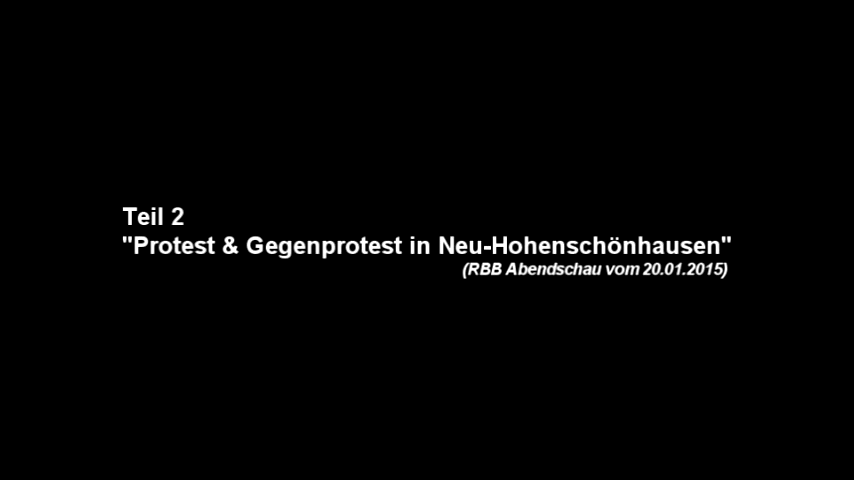 Teil 2
"Protest & Gegenprotest in Neu-Hohenschönhausen"
(RBB Abendschau vom 20.01.2015)